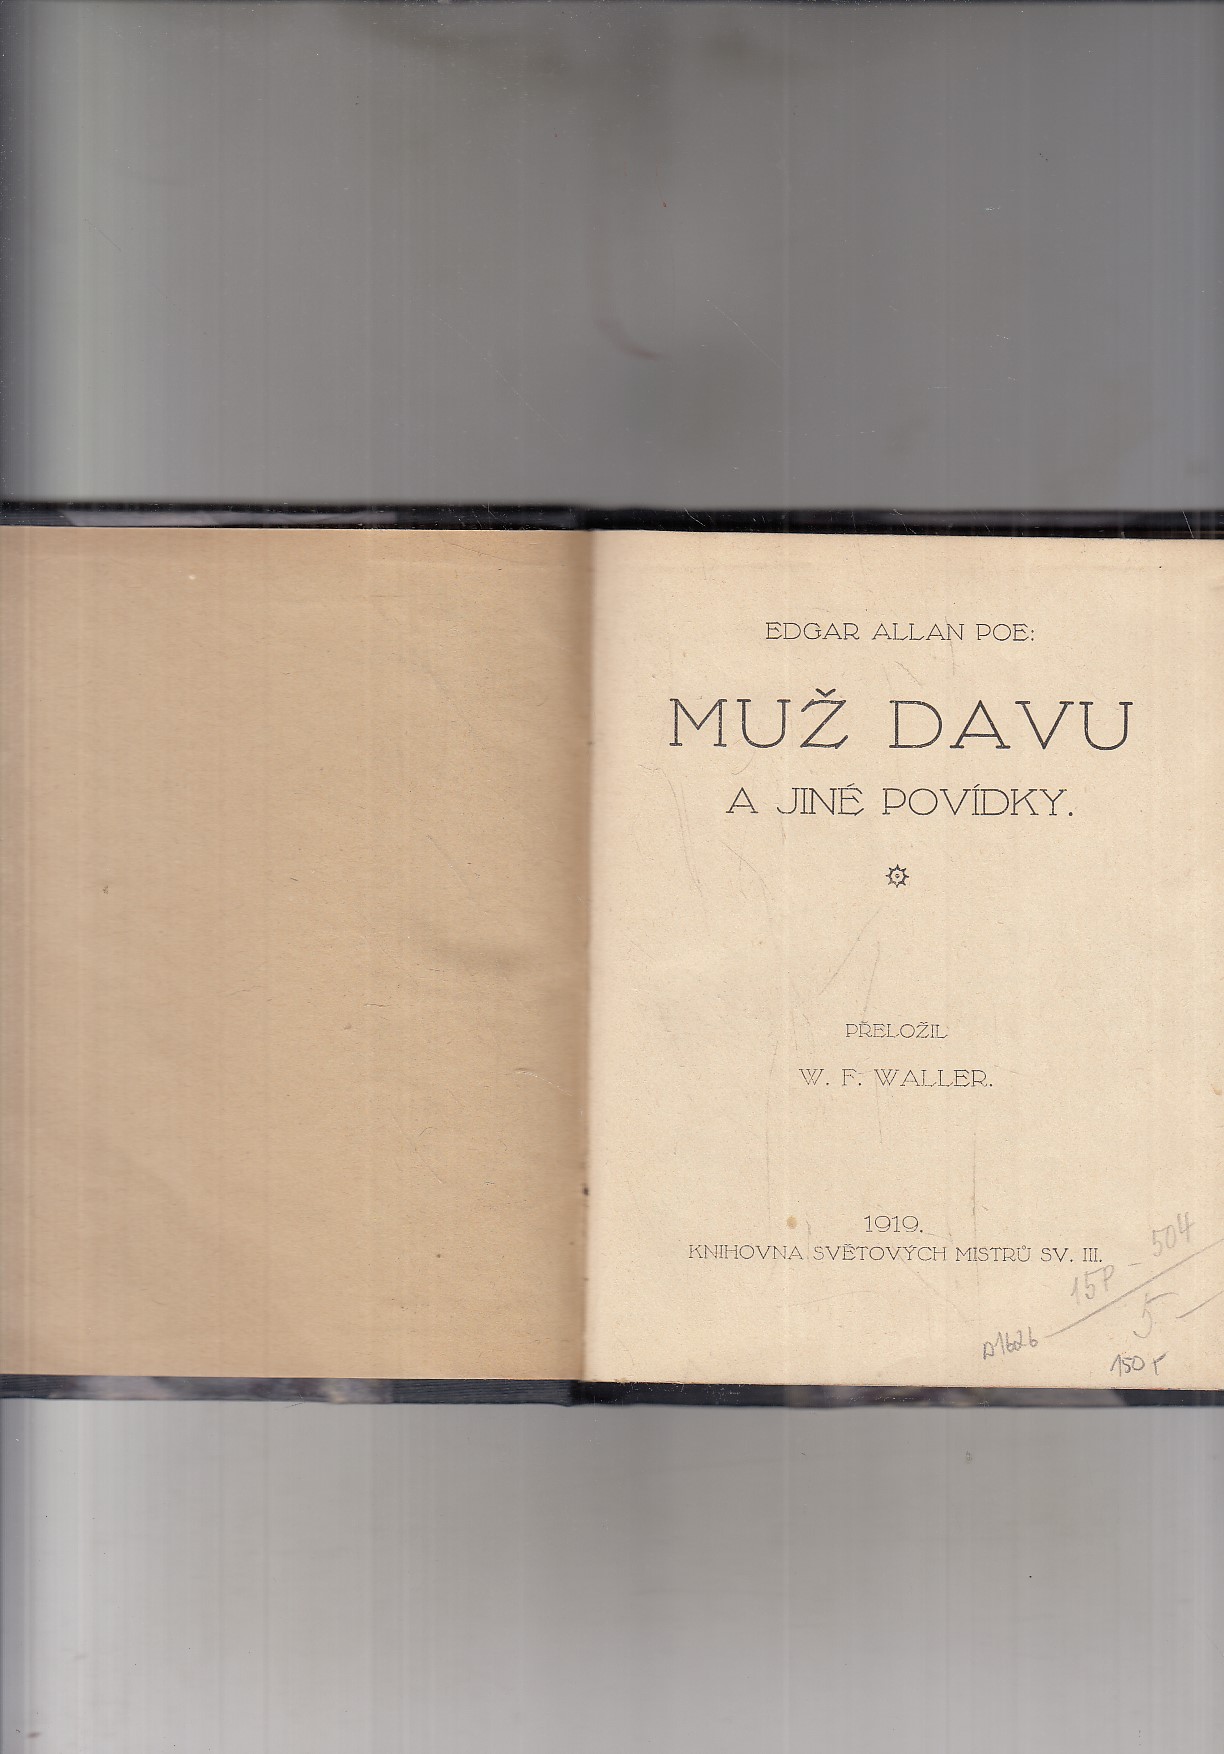 EDGAR ALLAN POE:
MUŽ DAVU
A JINÉ POVÍDKY.
PŘELOŽIL
W. F. WALLER.
1919.
KNIHOVNA SVĚTOVÝCH MISTRŮ SV. III.
504
15P -
5 -
150